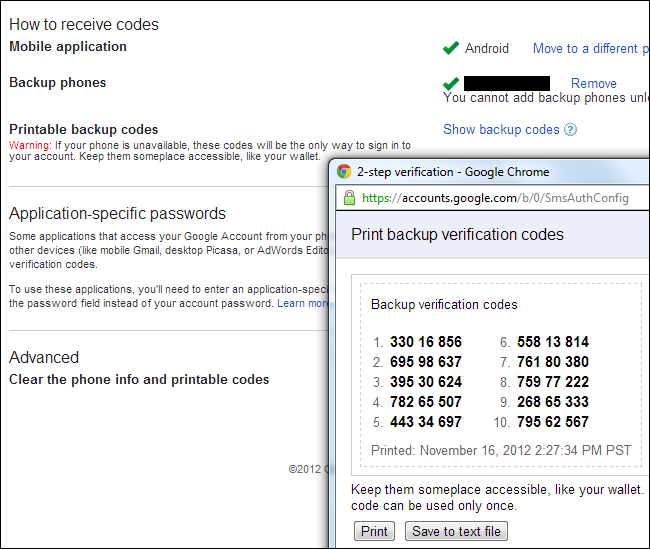 How to receive codes
Mobile application
Android Move to a different p
Backup phones
Remove
You cannot add backup phones unl
Printable backup codes
Show backup codes ?
Warning: If your phone is unavailable, these codes will be the only way to sign in to
your account. Keep them someplace accessible, like your wallet.
Application-specific passwords
Some applications that access your Google Account from your pho
other devices (like mobile Gmail, desktop Picasa, or AdWords Edito
verification codes.
To use these applications, you'll need to enter an application-speci
the password field instead of your account password. Learn more
Advanced
Clear the phone info and printable codes
©2012 G
2-step verification - Google Chrome
https://accounts.google.com/b/0/SmsAuthConfig
Print backup verification codes
Backup verification codes
1. 330 16 856 6. 558 13 814
2. 695 98 637 7. 761 80 380
3. 395 30 624 8. 759 77 222
4. 782 65 507 9. 268 65 333
5. 443 34 697 10. 795 62 567
Printed: November 16, 2012 2:27:34 PM PST
Keep them someplace accessible, like your wallet.
code can be used only once.
Print Save to text file